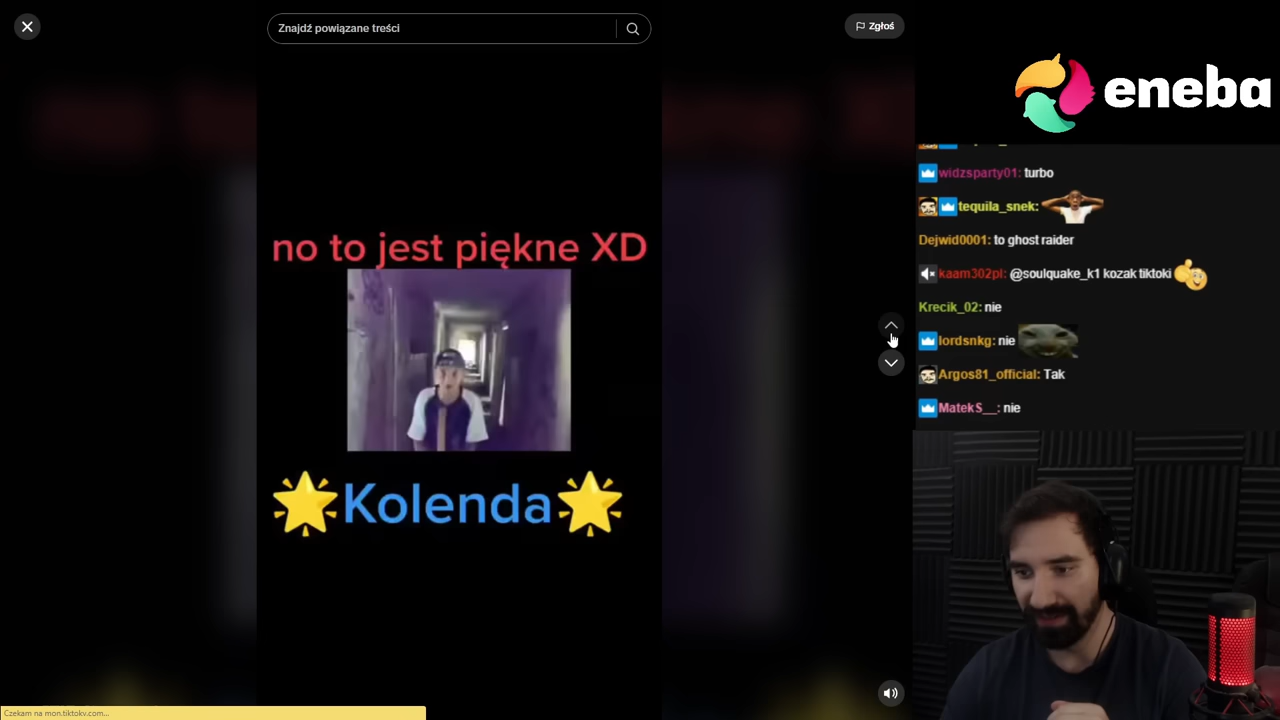 Znajdź powiązane treści
Zgłoś
eneba
widzsparty01: turbo
tequila_snek:
Dejwid0001: to ghost raider
kaam302pl: @soulquake_k1 kozak tiktoki
Krecik_02: nie
lordsnkg: nie
Argos81_official: Tak
MatekS__: nie
no to jest piękne XD
Kolenda
Czekam na mon.tiktokv.com...